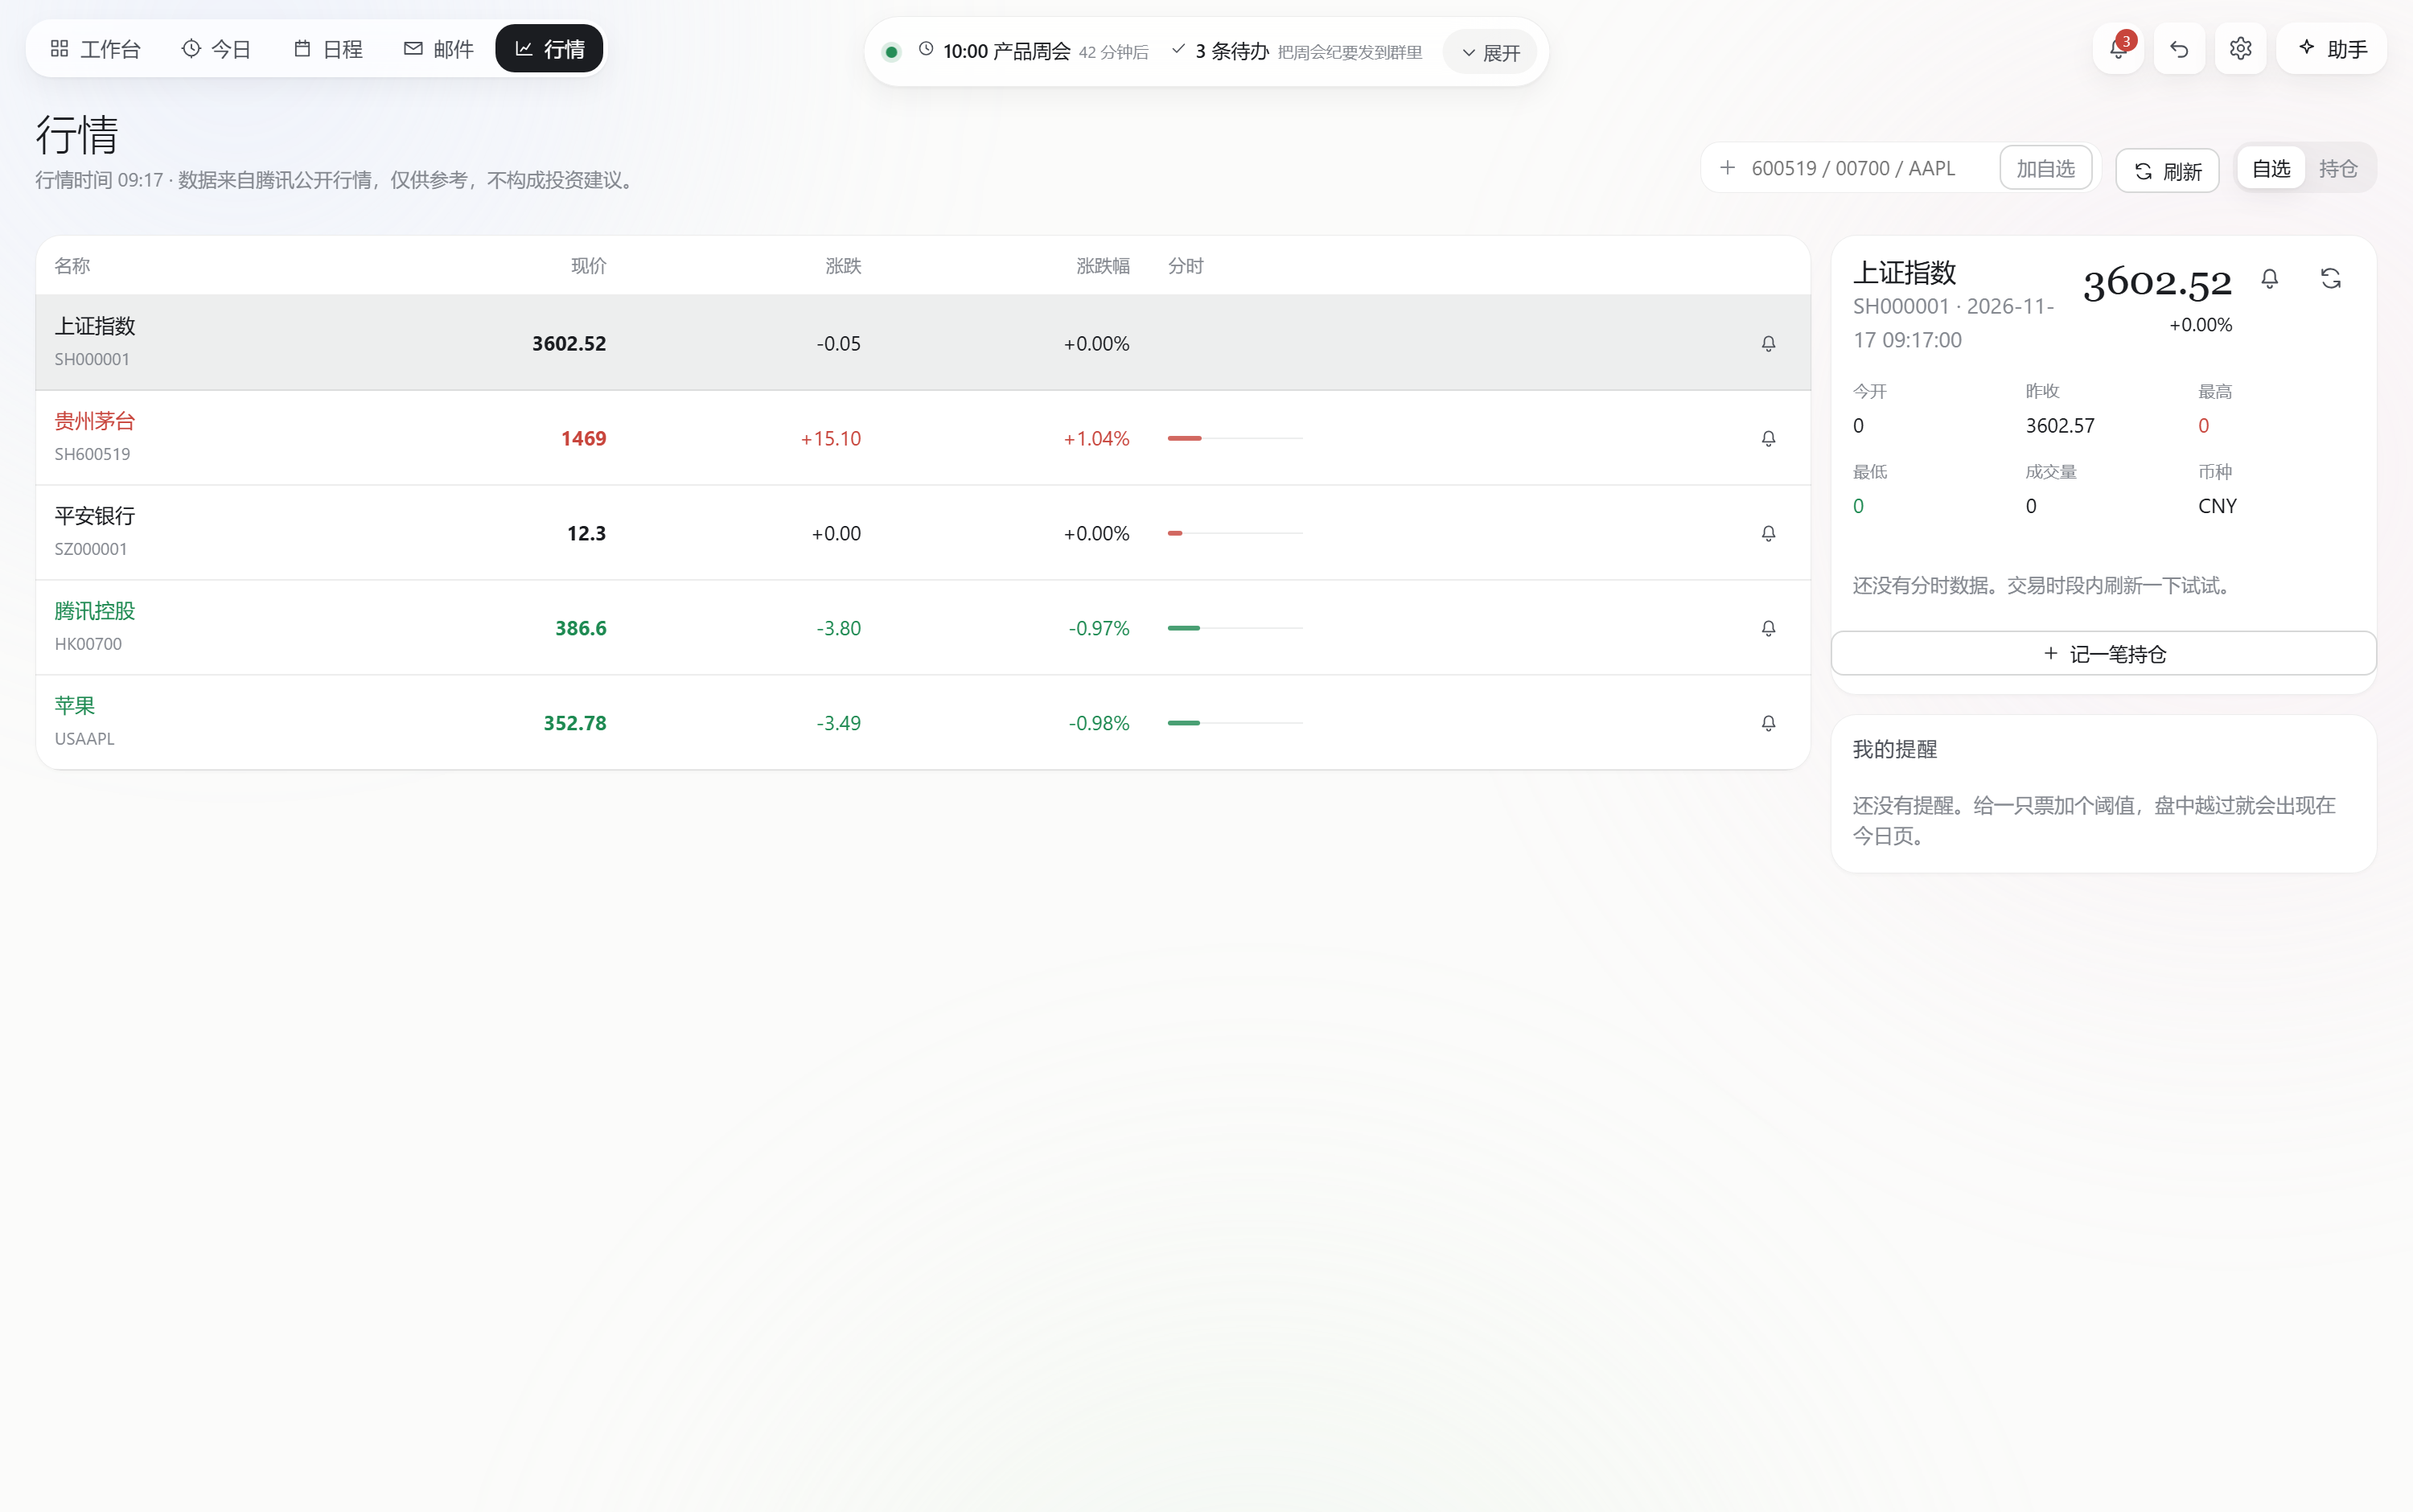 工作台 今日 日程 邮件 行情 10:00 产品周会 42 分钟后 3 条待办 把周会纪要发到群里 展开 3 助手
行情
行情时间 09:17 · 数据来自腾讯公开行情，仅供参考，不构成投资建议。
600519 / 00700 / AAPL 加自选 刷新 自选 持仓
名称 现价 涨跌 涨跌幅 分时
上证指数
SH000001
3602.52 -0.05 +0.00%
贵州茅台
SH600519
1469 +15.10 +1.04%
平安银行
SZ000001
12.3 +0.00 +0.00%
腾讯控股
HK00700
386.6 -3.80 -0.97%
苹果
USAAPL
352.78 -3.49 -0.98%
上证指数
SH000001 · 2026-11-
17 09:17:00
3602.52
+0.00%
今开 昨收 最高
0 3602.57 0
最低 成交量 币种
0 0 CNY
还没有分时数据。交易时段内刷新一下试试。
记一笔持仓
我的提醒
还没有提醒。给一只票加个阈值，盘中越过就会出现在
今日页。